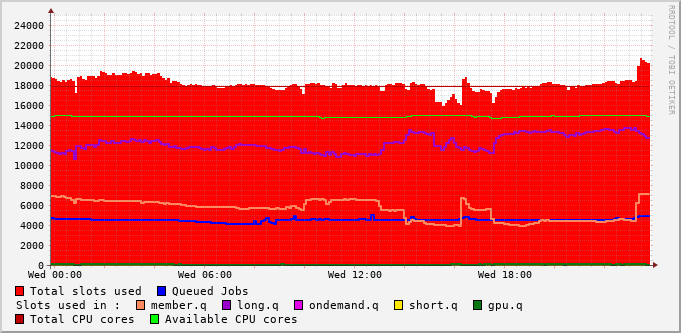 RRDTOOL / TOBI OETIKER
24000
22000
20000
18000
16000
14000
12000
10000
8000
6000
4000
2000
0
Wed 00:00 Wed 06:00 Wed 12:00 Wed 18:00
Total slots used Queued Jobs
Slots used in : member.q long.q ondemand.q short.q gpu.q
Total CPU cores Available CPU cores